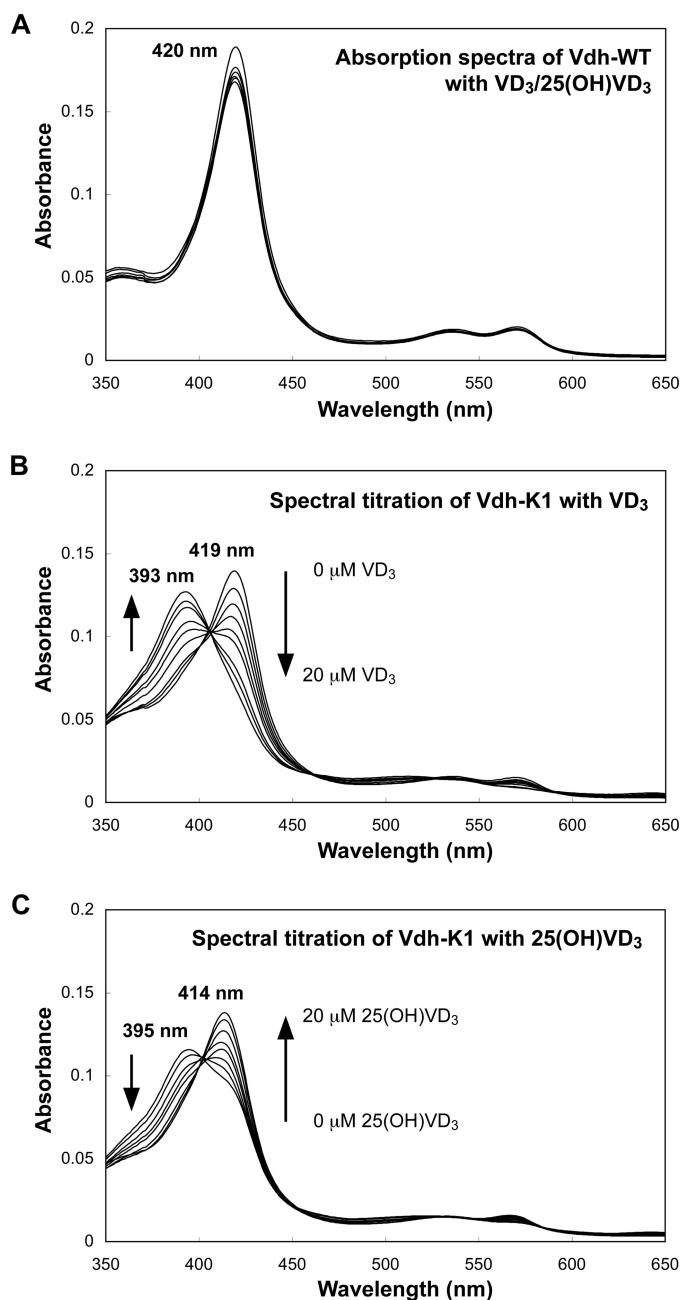 A
Absorption spectra of Vdh-WT
with VD3/25(OH)VD3
420 nm
Absorbance
0.2
0.15
0.1
0.05
0
350 400 450 500 550 600 650
Wavelength (nm)
B
Spectral titration of Vdh-K1 with VD3
419 nm
393 nm
0 μM VD3
20 μM VD3
Absorbance
0.2
0.15
0.1
0.05
0
350 400 450 500 550 600 650
Wavelength (nm)
C
Spectral titration of Vdh-K1 with 25(OH)VD3
414 nm
395 nm
20 μM 25(OH)VD3
0 μM 25(OH)VD3
Absorbance
0.2
0.15
0.1
0.05
0
350 400 450 500 550 600 650
Wavelength (nm)